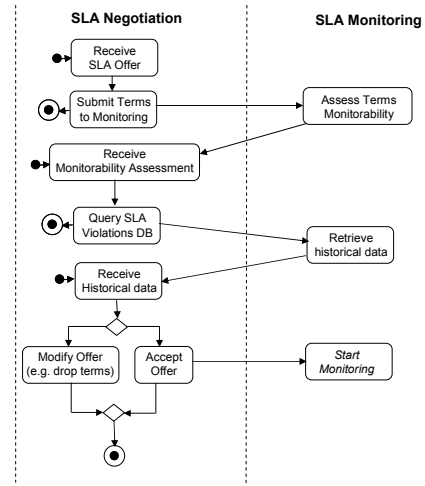 SLA Negotiation
SLA Monitoring
Receive
SLA Offer
Submit Terms
to Monitoring
Assess Terms
Monitorability
Receive
Monitorability Assessment
Query SLA
Violations DB
Retrieve
historical data
Receive
Historical data
Modify Offer
(e.g. drop terms)
Accept
Offer
Start
Monitoring